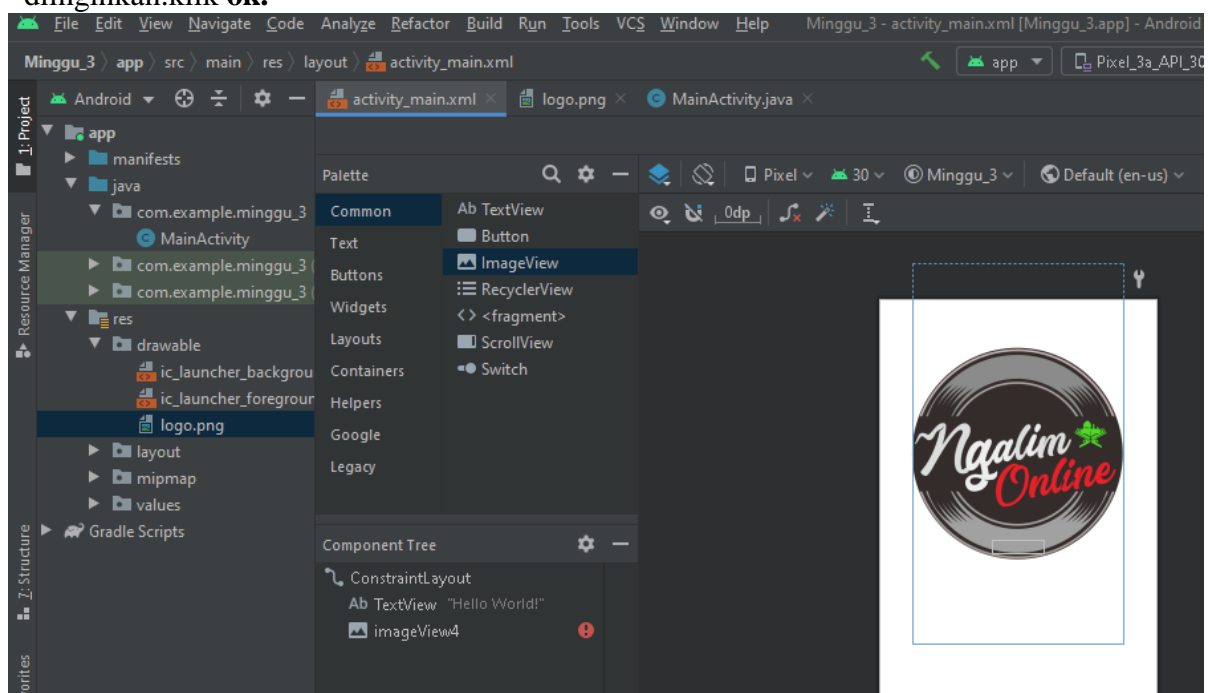 diinginkan.klik ok.
File Edit View Navigate Code Analyze Refactor Build Run Tools VCS Window Help Minggu_3 - activity_main.xml [Minggu_3.app] - Android
Minggu_3 app src main res layout activity_main.xml app Pixel_3a_API_30
1: Project
Resource Manager
Z: Structure
Android
app
manifests
java
com.example.minggu_3
MainActivity
com.example.minggu_3 (
com.example.minggu_3 (
res
drawable
ic_launcher_backgrou
ic_launcher_foregroun
logo.png
layout
mipmap
values
Gradle Scripts
activity_main.xml logo.png MainActivity.java
Palette
Common
Text
Buttons
Widgets
Layouts
Containers
Helpers
Google
Legacy
Ab TextView
Button
ImageView
RecyclerView
<fragment>
ScrollView
Switch
Component Tree
ConstraintLayout
Ab TextView "Hello World!"
imageView4
Pixel 30 Minggu_3 Default (en-us)
0dp
Ngalim
Online